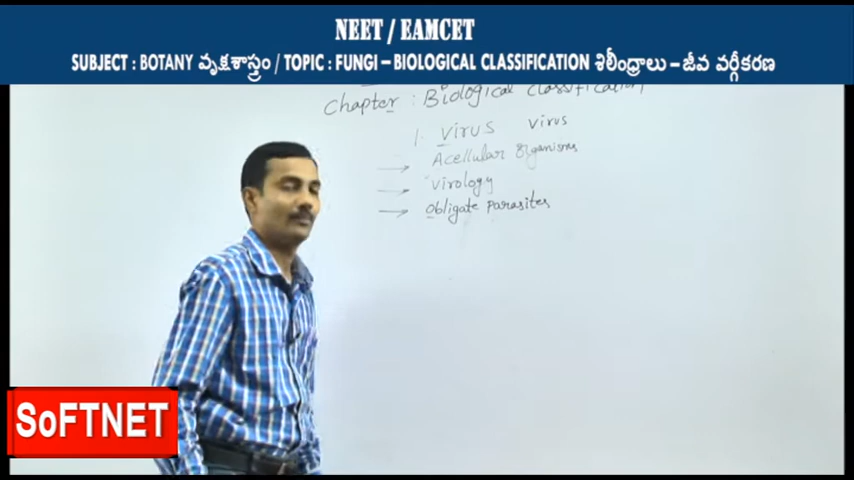 NEET / EAMCET
SUBJECT : BOTANY వృక్షశాస్త్రం / TOPIC : FUNGI – BIOLOGICAL CLASSIFICATION శిలీంధ్రాలు – జీవ వర్గీకరణ
Chapter : Biological Classification
1. Virus Virus
→ Acellular Organisms
→ Virology
→ Obligate parasites
SoFTNET